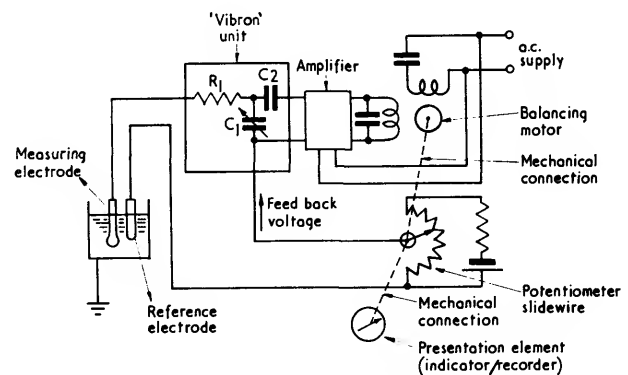 'Vibron'
unit
R1
C2
C1
Amplifier
a.c.
supply
Balancing
motor
Mechanical
connection
Measuring
electrode
Feed back
voltage
Reference
electrode
Potentiometer
slidewire
Mechanical
connection
Presentation element
(indicator/recorder)